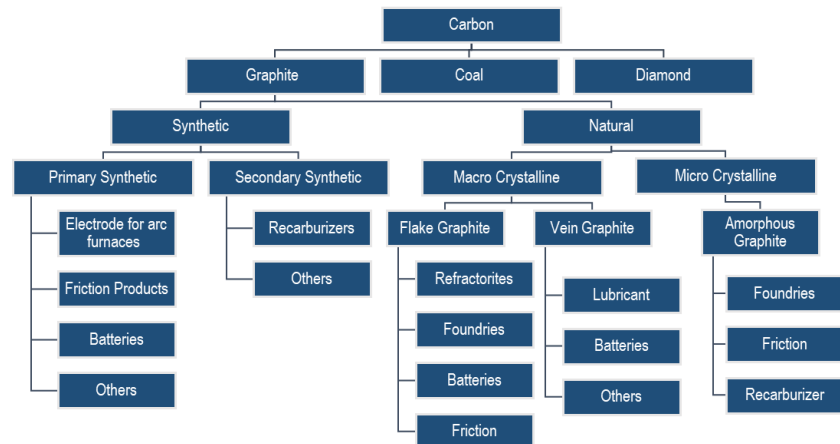 Carbon
Graphite
Coal
Diamond
Synthetic
Natural
Primary Synthetic
Secondary Synthetic
Macro Crystalline
Micro Crystalline
Electrode for arc
furnaces
Friction Products
Batteries
Others
Recarburizers
Others
Flake Graphite
Vein Graphite
Amorphous
Graphite
Refractorites
Foundries
Batteries
Friction
Lubricant
Batteries
Others
Foundries
Friction
Recarburizer